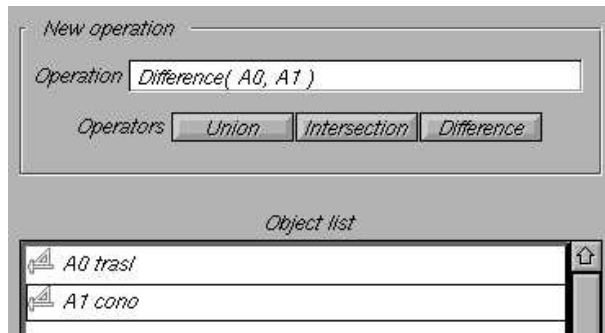 New operation
Operation Difference( A0, A1 )
Operators Union Intersection Difference
Object list
A0 trasl
A1 cono